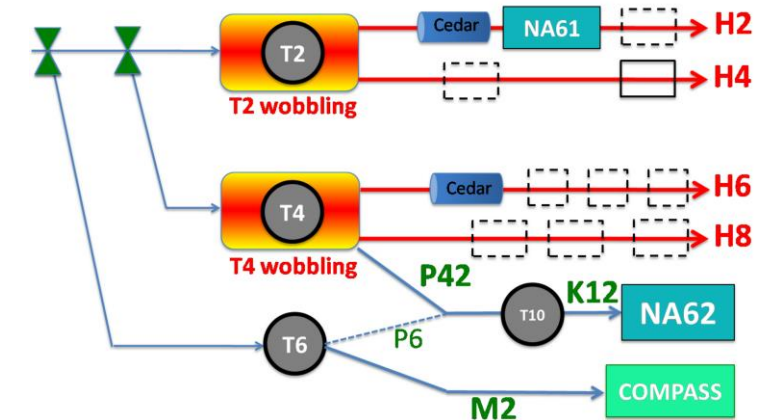 Cedar
NA61
H2
T2
H4
T2 wobbling
Cedar
H6
T4
H8
T4 wobbling
P42
K12
T10
NA62
P6
T6
COMPASS
M2